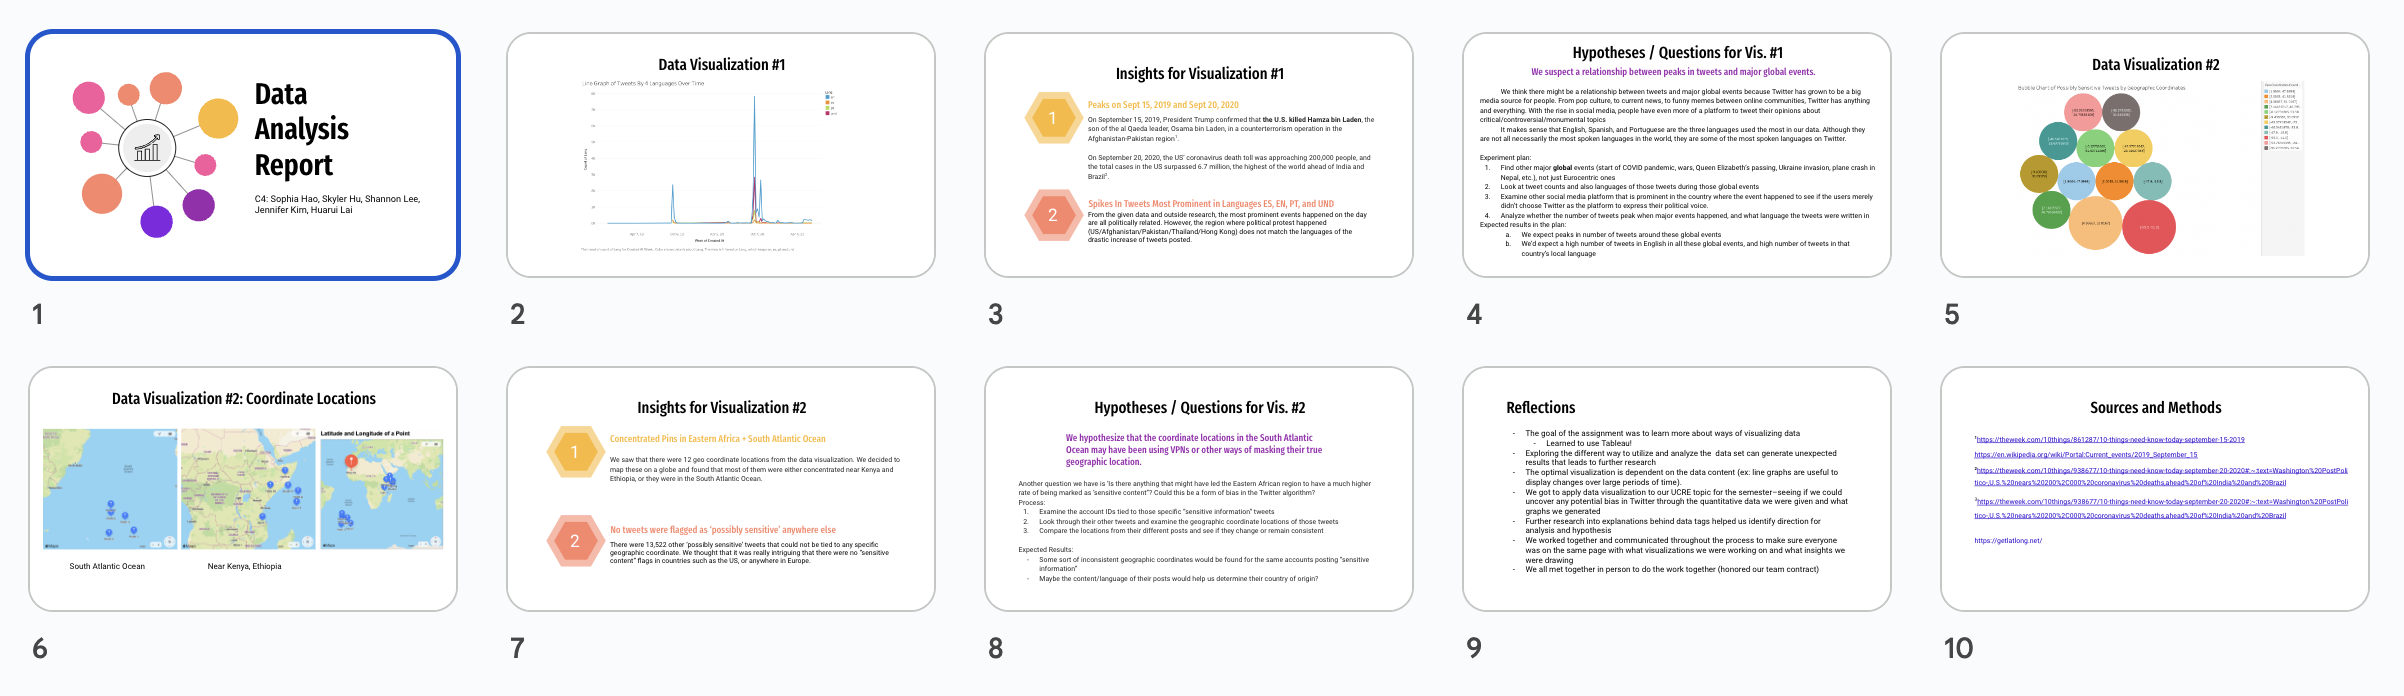 Data
Analysis
Report
C4: Sophia Hao, Skyler Hu, Shannon Lee,
Jennifer Kim, Huarui Lai
1
Data Visualization #1
Line Graph of Tweets By 4 Languages Over Time
2
Insights for Visualization #1
1
Peaks on Sept 15, 2019 and Sept 20, 2020
On September 15, 2019, President Trump confirmed that the U.S. killed Hamza bin Laden, the
son of the al Qaeda leader, Osama bin Laden, in a counterterrorism operation in the
Afghanistan-Pakistan region¹.
On September 20, 2020, the US' coronavirus death toll was approaching 200,000 people, and
the total cases in the US surpassed 6.7 million, the highest of the world ahead of India and
Brazil².
2
Spikes In Tweets Most Prominent in Languages ES, EN, PT, and UND
From the given data and outside research, the most prominent events happened on the day
are all politically related. However, the region where political protest happened
(US/Afghanistan/Pakistan/Thailand/Hong Kong) does not match the languages of the
drastic increase of tweets posted.
3
Hypotheses / Questions for Vis. #1
We suspect a relationship between peaks in tweets and major global events.
We think there might be a relationship between tweets and major global events because Twitter has grown to be a big
media source for people. From pop culture, to current news, to funny memes between online communities, Twitter has anything
and everything. With the rise in social media, people have even more of a platform to tweet their opinions about
critical/controversial/monumental topics
It makes sense that English, Spanish, and Portuguese are the three languages used the most in our data. Although they
are not all necessarily the most spoken languages in the world, they are some of the most spoken languages on Twitter.
Experiment plan:
1. Find other major global events (start of COVID pandemic, wars, Queen Elizabeth's passing, Ukraine invasion, plane crash in
Nepal, etc.), not just Eurocentric ones
2. Look at tweet counts and also languages of those tweets during those global events
3. Examine other social media platform that is prominent in the country where the event happened to see if the users merely
didn't choose Twitter as the platform to express their political voice.
4. Analyze whether the number of tweets peak when major events happened, and what language the tweets were written in
Expected results in the plan:
a. We expect peaks in number of tweets around these global events
b. We'd expect a high number of tweets in English in all these global events, and high number of tweets in that
country's local language
4
Data Visualization #2
Bubble Chart of Possibly Sensitive Tweets by Geographic Coordinates
5
Data Visualization #2: Coordinate Locations
Latitude and Longitude of a Point
South Atlantic Ocean
Near Kenya, Ethiopia
6
Insights for Visualization #2
1
Concentrated Pins in Eastern Africa + South Atlantic Ocean
We saw that there were 12 geo coordinate locations from the data visualization. We decided to
map these on a globe and found that most of them were either concentrated near Kenya and
Ethiopia, or they were in the South Atlantic Ocean.
2
No tweets were flagged as 'possibly sensitive' anywhere else
There were 13,522 other 'possibly sensitive' tweets that could not be tied to any specific
geographic coordinate. We thought that it was really intriguing that there were no "sensitive
content" flags in countries such as the US, or anywhere in Europe.
7
Hypotheses / Questions for Vis. #2
We hypothesize that the coordinate locations in the South Atlantic
Ocean may have been using VPNs or other ways of masking their true
geographic location.
Another question we have is 'Is there anything that might have led the Eastern African region to have a much higher
rate of being marked as "sensitive content"? Could this be a form of bias in the Twitter algorithm?
Process:
1. Examine the account IDs tied to those specific "sensitive information" tweets
2. Look through their other tweets and examine the geographic coordinate locations of those tweets
3. Compare the locations from their different posts and see if they change or remain consistent
Expected Results:
- Some sort of inconsistent geographic coordinates would be found for the same accounts posting "sensitive
information"
- Maybe the content/language of their posts would help us determine their country of origin?
8
Reflections
- The goal of the assignment was to learn more about ways of visualizing data
- Learned to use Tableau!
- Exploring the different way to utilize and analyze the data set can generate unexpected
results that leads to further research
- The optimal visualization is dependent on the data content (ex: line graphs are useful to
display changes over large periods of time).
- We got to apply data visualization to our UCRE topic for the semester–seeing if we could
uncover any potential bias in Twitter through the quantitative data we were given and what
graphs we generated
- Further research into explanations behind data tags helped us identify direction for
analysis and hypothesis
- We worked together and communicated throughout the process to make sure everyone
was on the same page with what visualizations we were working on and what insights we
were drawing
- We all met together in person to do the work together (honored our team contract)
9
Sources and Methods
¹https://theweek.com/10things/861287/10-things-need-know-today-september-15-2019
https://en.wikipedia.org/wiki/Portal:Current_events/2019_September_15
²https://theweek.com/10things/938677/10-things-need-know-today-september-20-2020#:~:text=Washington%20PostPoli
tico-,U.S.%20nears%20200%2C000%20coronavirus%20deaths,ahead%20of%20India%20and%20Brazil
³https://theweek.com/10things/938677/10-things-need-know-today-september-20-2020#:~:text=Washington%20PostPoli
tico-,U.S.%20nears%20200%2C000%20coronavirus%20deaths,ahead%20of%20India%20and%20Brazil
https://getlatlong.net/
10